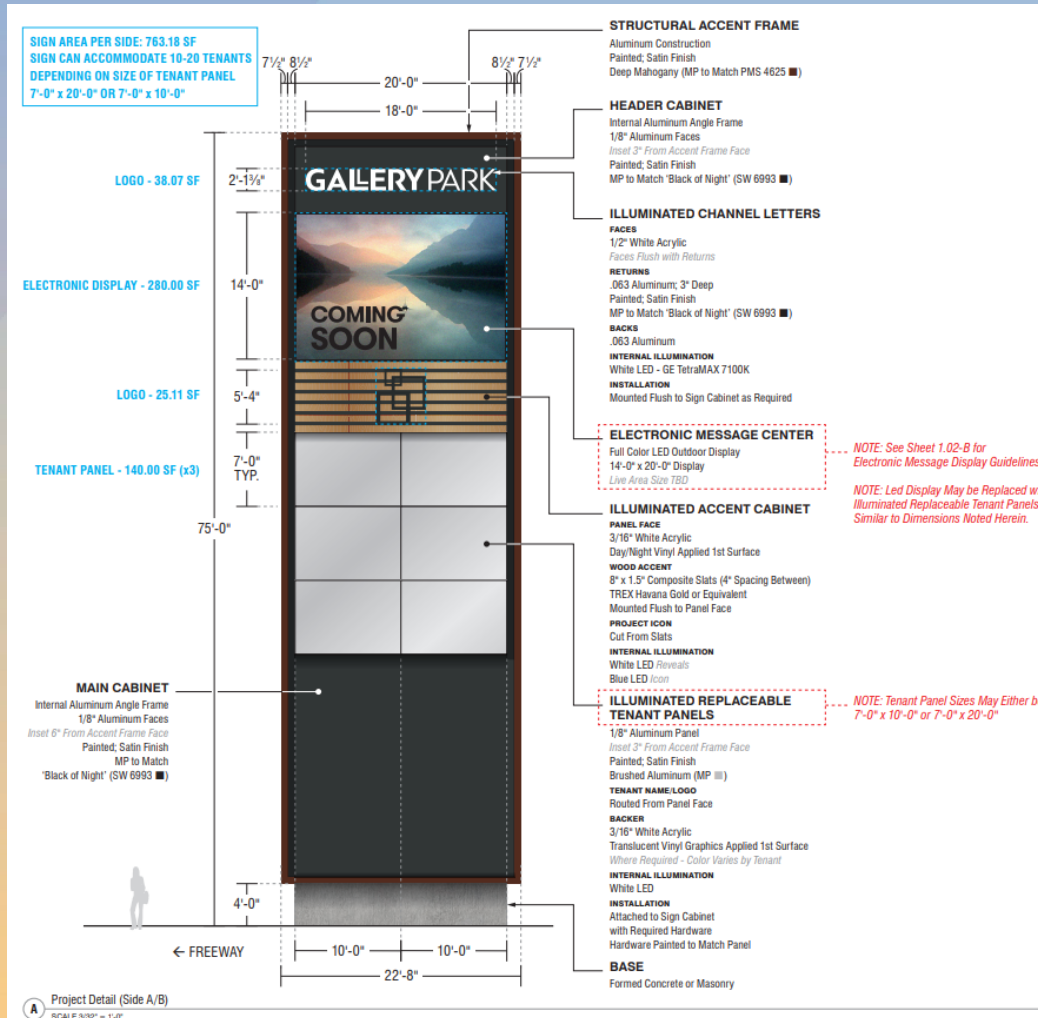 SIGN AREA PER SIDE: 763.18 SF
SIGN CAN ACCOMMODATE 10-20 TENANTS
DEPENDING ON SIZE OF TENANT PANEL
7'-0" x 20'-0" OR 7'-0" x 10'-0"
7½" 8½"
8½" 7½"
20'-0"
18'-0"
LOGO - 38.07 SF
2'-1⅜"
GALLERY PARK
ELECTRONIC DISPLAY - 280.00 SF
14'-0"
COMING
SOON
LOGO - 25.11 SF
5'-4"
TENANT PANEL - 140.00 SF (x3)
7'-0"
TYP.
75'-0"
MAIN CABINET
Internal Aluminum Angle Frame
1/8" Aluminum Faces
Inset 6" From Accent Frame Face
Painted; Satin Finish
MP to Match
'Black of Night' (SW 6993 ■)
4'-0"
← FREEWAY
10'-0"
10'-0"
22'-8"
STRUCTURAL ACCENT FRAME
Aluminum Construction
Painted; Satin Finish
Deep Mahogany (MP to Match PMS 4625 ■)
HEADER CABINET
Internal Aluminum Angle Frame
1/8" Aluminum Faces
Inset 3" From Accent Frame Face
Painted; Satin Finish
MP to Match 'Black of Night' (SW 6993 ■)
ILLUMINATED CHANNEL LETTERS
FACES
1/2" White Acrylic
Faces Flush with Returns
RETURNS
.063 Aluminum; 3" Deep
Painted; Satin Finish
MP to Match 'Black of Night' (SW 6993 ■)
BACKS
.063 Aluminum
INTERNAL ILLUMINATION
White LED - GE TetraMAX 7100K
INSTALLATION
Mounted Flush to Sign Cabinet as Required
ELECTRONIC MESSAGE CENTER
Full Color LED Outdoor Display
14'-0" x 20'-0" Display
Live Area Size TBD
NOTE: See Sheet 1.02-B for
Electronic Message Display Guidelines
NOTE: Led Display May be Replaced w
Illuminated Replaceable Tenant Panels
Similar to Dimensions Noted Herein.
ILLUMINATED ACCENT CABINET
PANEL FACE
3/16" White Acrylic
Day/Night Vinyl Applied 1st Surface
WOOD ACCENT
8" x 1.5" Composite Slats (4" Spacing Between)
TREX Havana Gold or Equivalent
Mounted Flush to Panel Face
PROJECT ICON
Cut From Slats
INTERNAL ILLUMINATION
White LED Reveals
Blue LED Icon
ILLUMINATED REPLACEABLE
TENANT PANELS
NOTE: Tenant Panel Sizes May Either b
7'-0" x 10'-0" or 7'-0" x 20'-0"
1/8" Aluminum Panel
Inset 3" From Accent Frame Face
Painted; Satin Finish
Brushed Aluminum (MP ■)
TENANT NAME/LOGO
Routed From Panel Face
BACKER
3/16" White Acrylic
Translucent Vinyl Graphics Applied 1st Surface
Where Required - Color Varies by Tenant
INTERNAL ILLUMINATION
White LED
INSTALLATION
Attached to Sign Cabinet
with Required Hardware
Hardware Painted to Match Panel
BASE
Formed Concrete or Masonry
A
Project Detail (Side A/B)
SCALE 3/32" = 1'-0"